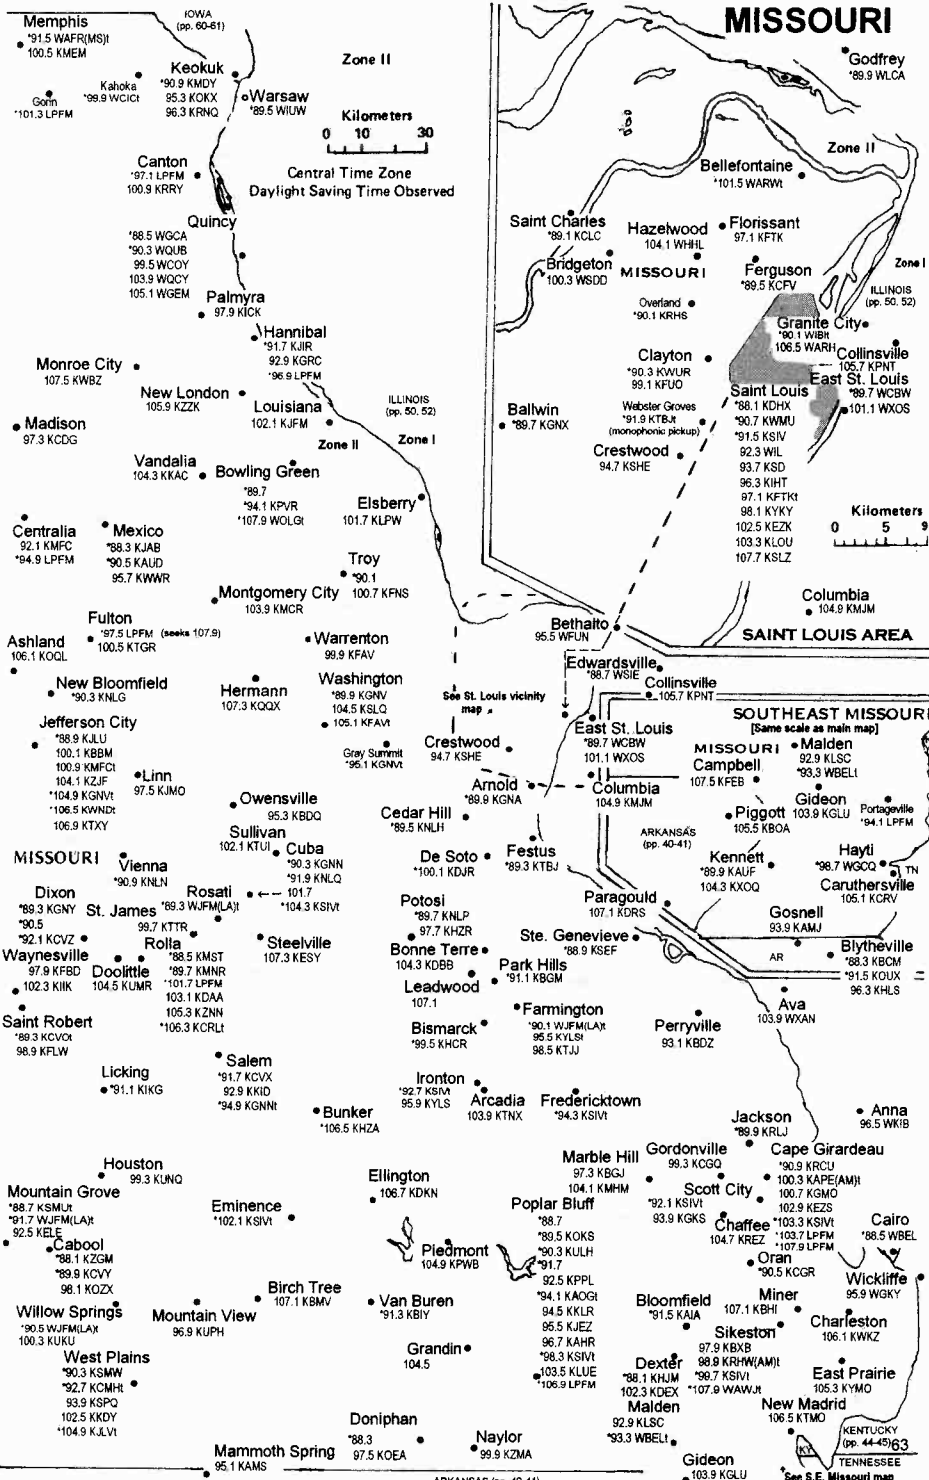 MISSOURI
IOWA
(pp. 60-61)
Memphis
*91.5 WAFR(MS)t
100.5 KMEM
Zone II
Godfrey
*89.9 WLCA
Gorin
*101.3 LPFM
Kahoka
*99.9 WCICt
Keokuk
*90.9 KMDY
95.3 KOKX
96.3 KRNQ
Warsaw
*89.5 WIUW
Kilometers
0 10 20 30
Central Time Zone
Daylight Saving Time Observed
Canton
*97.1 LPFM
100.9 KRRY
Quincy
*88.5 WGCA
*90.3 WQUB
99.5 WCOY
103.9 WQCY
105.1 WGEM
Palmyra
97.9 KICK
Hannibal
*91.7 KJIR
92.9 KGRC
*96.9 LPFM
Monroe City
107.5 KWBZ
New London
105.9 KZZK
Louisiana
102.1 KJFM
ILLINOIS
(pp. 50, 52)
Zone II
Zone I
Madison
97.3 KCDG
Vandalia
104.3 KKAC
Bowling Green
*89.7
*94.1 KPVR
*107.9 WOLGt
Elsberry
101.7 KLPW
Centralia
92.1 KMFC
*94.9 LPFM
Mexico
*88.3 KJAB
*90.5 KAUD
95.7 KWWR
Troy
*90.1
100.7 KFNS
Montgomery City
103.9 KMCR
Zone II
Bellefontaine
*101.5 WARWt
Saint Charles
*89.1 KCLC
Hazelwood
104.1 WHHL
Florissant
97.1 KFTK
Bridgeton
100.3 WSDD
MISSOURI
Ferguson
*89.5 KCFV
Zone I
ILLINOIS
(pp. 50, 52)
Overland
*90.1 KRHS
Granite City
*90.1 WIBIt
106.5 WARH
Collinsville
105.7 KPNT
Clayton
*90.3 KWUR
99.1 KFUO
East St. Louis
*89.7 WCBW
101.1 WXOS
Ballwin
*89.7 KGNX
Webster Groves
*91.9 KTBJt
(monophonic pickup)
Crestwood
94.7 KSHE
Saint Louis
*88.1 KDHX
*90.7 KWMU
*91.5 KSIV
92.3 WIL
93.7 KSD
96.3 KIHT
97.1 KFTKt
98.1 KYKY
102.5 KEZK
103.3 KLOU
107.7 KSLZ
Kilometers
0 5 9
Columbia
104.9 KMJM
SAINT LOUIS AREA
Fulton
*97.5 LPFM (seeks 107.9)
100.5 KTGR
Ashland
106.1 KOQL
Warrenton
99.9 KFAV
Bethalto
95.5 WFUN
Edwardsville
*88.7 WSIE
Collinsville
105.7 KPNT
New Bloomfield
*90.3 KNLG
Hermann
107.3 KQQX
Washington
*89.9 KGNV
104.5 KSLQ
*105.1 KFAVt
See St. Louis vicinity
map
Jefferson City
*88.9 KJLU
100.1 KBBM
100.9 KMFCt
104.1 KZJF
*104.9 KGNVt
*106.5 KWNDt
106.9 KTXY
Gray Summit
*95.1 KGNVt
Crestwood
94.7 KSHE
East St. Louis
*89.7 WCBW
101.1 WXOS
SOUTHEAST MISSOURI
[Same scale as main map]
MISSOURI
Malden
92.9 KLSC
*93.3 WBELt
Campbell
107.5 KFEB
Linn
97.5 KJMO
Arnold
*89.9 KGNA
Columbia
104.9 KMJM
Gideon
103.9 KGLU
Portageville
*94.1 LPFM
Owensville
95.3 KBDQ
Cedar Hill
*89.5 KNLH
Piggott
105.5 KBOA
Sullivan
102.1 KTUI
ARKANSAS
(pp. 40-41)
MISSOURI
Vienna
*90.9 KNLN
Cuba
*90.3 KGNN
*91.9 KNLQ
101.7
*104.3 KSIVt
De Soto
*100.1 KDJR
Festus
*89.3 KTBJ
Kennett
*89.9 KAUF
104.3 KXOQ
Hayti
*98.7 WGCQ
TN
Caruthersville
105.1 KCRV
Dixon
*89.3 KGNY
*90.5
*92.1 KCVZ
Rosati
*89.3 WJFM(LA)t
St. James
99.7 KTTR
Potosi
*89.7 KNLP
97.7 KHZR
Paragould
107.1 KDRS
Gosnell
93.9 KAMJ
Waynesville
97.9 KFBD
102.3 KIIK
Doolittle
104.5 KUMR
Rolla
*88.5 KMST
*89.7 KMNR
*101.7 LPFM
103.1 KDAA
105.3 KZNN
*106.3 KCRLt
Steelville
107.3 KESY
Bonne Terre
104.3 KDBB
Ste. Genevieve
*88.9 KSEF
AR
Blytheville
*88.3 KBCM
*91.5 OUX
96.3 KHLS
Leadwood
107.1
Park Hills
*91.1 KBGM
Ava
103.9 WXAN
Saint Robert
*89.3 KCVOt
98.9 KFLW
Bismarck
*99.5 KHCR
Farmington
*90.1 WJFM(LA)t
95.5 KYLSt
98.5 KTJJ
Perryville
93.1 KBDZ
Licking
*91.1 KIKG
Salem
*91.7 KCVX
92.9 KKID
*94.9 KGNNt
Ironton
*92.7 KSIVt
95.9 KYLS
Arcadia
103.9 KTNX
Fredericktown
*94.3 KSIVt
Bunker
*106.5 KHZA
Jackson
*89.9 KRLJ
Anna
96.5 WKIB
Houston
99.3 KUNQ
Ellington
106.7 KDKN
Marble Hill
97.3 KBGJ
104.1 KMHM
Gordonville
99.3 KCGQ
Cape Girardeau
*90.9 KRCU
100.3 KAPE(AM)t
100.7 KGMO
102.9 KEZS
*103.3 KSIVt
*103.7 LPFM
*107.9 LPFM
Mountain Grove
*88.7 KSMUt
*91.7 WJFM(LA)t
92.5 KELE
Eminence
*102.1 KSIVt
Scott City
*92.1 KSIVt
93.9 KGKS
Chaffee
104.7 KREZ
Cairo
*88.5 WBEL
Cabool
*88.1 KZGM
*89.9 KCVY
98.1 KOZX
Piedmont
104.9 KPWB
Poplar Bluff
*88.7
*89.5 KOKS
*90.3 KULH
*91.7
92.5 KPPL
*94.1 KAOGt
94.5 KKLR
95.5 KJEZ
96.7 KAHR
*98.3 KSIVt
103.5 KLUE
*106.9 LPFM
Oran
*90.5 KCGR
Wickliffe
95.9 WGKY
Willow Springs
*90.5 WJFM(LA)t
100.3 KUKU
Mountain View
96.9 KUPH
Birch Tree
107.1 KBMV
Van Buren
*91.3 KBIY
Bloomfield
*91.5 KAIA
Miner
107.1 KBHI
Charleston
106.1 KWKZ
Sikeston
97.9 KBXB
98.9 KRHW(AM)t
*99.7 KSIVt
*107.9 WAWJt
West Plains
*90.3 KSMW
*92.7 KCMHt
93.9 KSPQ
102.5 KKDY
*104.9 KJLVt
Grandin
104.5
Dexter
*88.1 KHJM
102.3 KDEX
East Prairie
105.3 KYMO
Malden
92.9 KLSC
*93.3 WBELt
New Madrid
106.5 KTMO
Doniphan
*88.3
97.5 KOEA
Naylor
99.9 KZMA
KENTUCKY
(pp. 44-45) 63
KY
TENNESSEE
Mammoth Spring
95.1 KAMS
Gideon
103.9 KGLU
See S.E. Missouri map